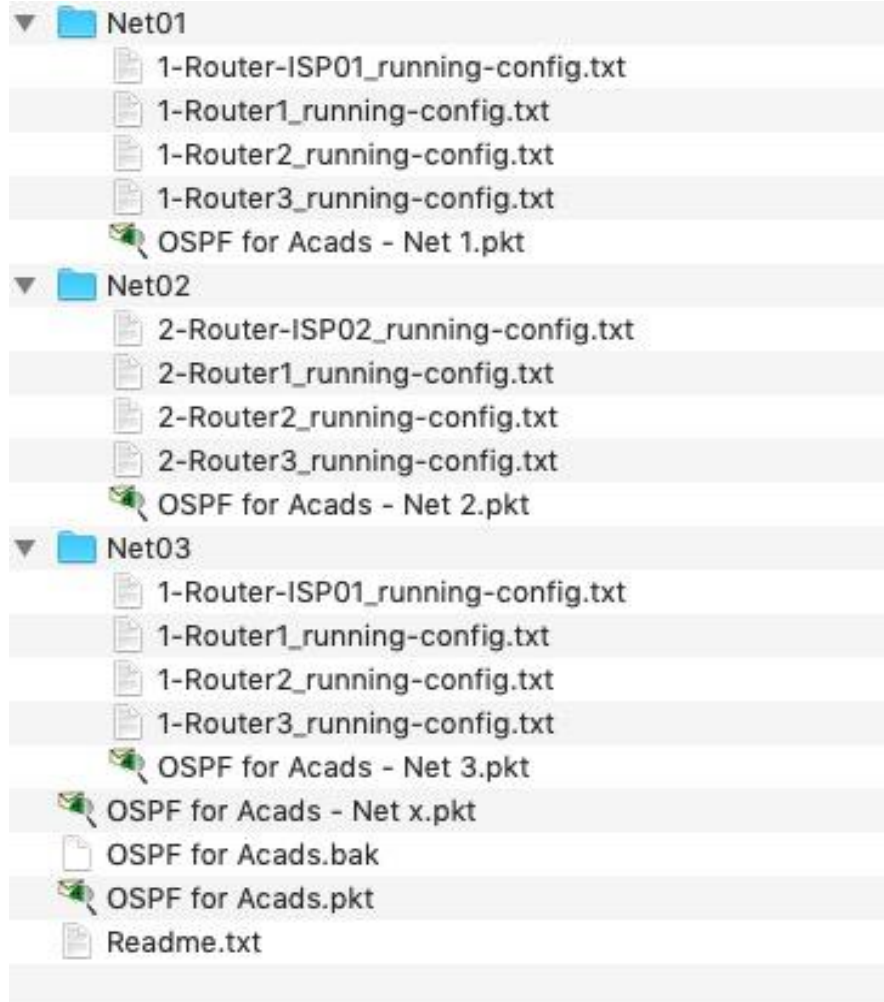 Net01
1-Router-ISP01_running-config.txt
1-Router1_running-config.txt
1-Router2_running-config.txt
1-Router3_running-config.txt
OSPF for Acads - Net 1.pkt
Net02
2-Router-ISP02_running-config.txt
2-Router1_running-config.txt
2-Router2_running-config.txt
2-Router3_running-config.txt
OSPF for Acads - Net 2.pkt
Net03
1-Router-ISP01_running-config.txt
1-Router1_running-config.txt
1-Router2_running-config.txt
1-Router3_running-config.txt
OSPF for Acads - Net 3.pkt
OSPF for Acads - Net x.pkt
OSPF for Acads.bak
OSPF for Acads.pkt
Readme.txt